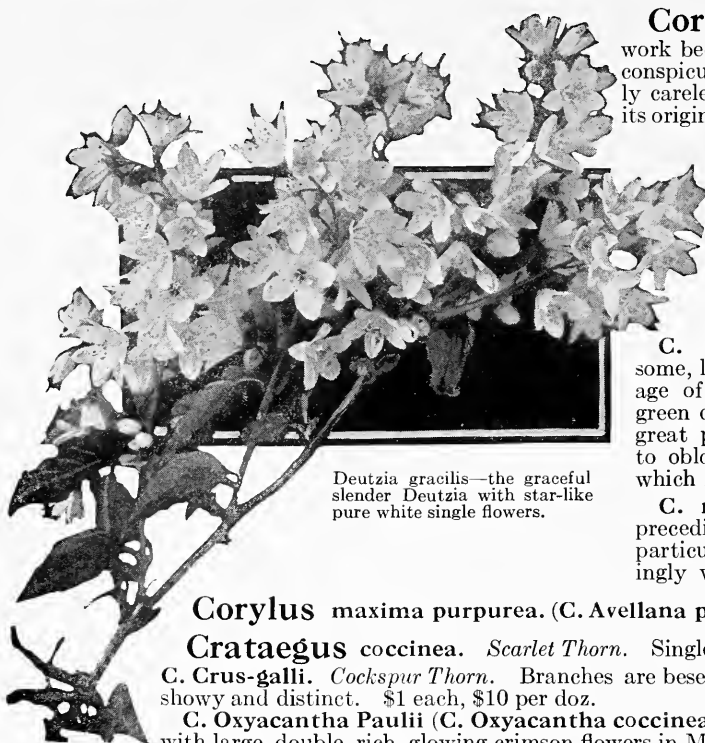 Cor
work be
conspicu
ly carele
its origin
C.
some, l
age of
green o
great p
to oblo
which
C. r
precedi
particu
ingly v
Deutzia gracilis—the graceful
slender Deutzia with star-like
pure white single flowers.
Corylus maxima purpurea. (C. Avellana p
Crataegus coccinea. Scarlet Thorn. Single
C. Crus-galli. Cockspur Thorn. Branches are bese
showy and distinct. $1 each, $10 per doz.
C. Oxyacantha Paulii (C. Oxyacantha coccinea
with large, double, rich, glowing crimson flowers in M